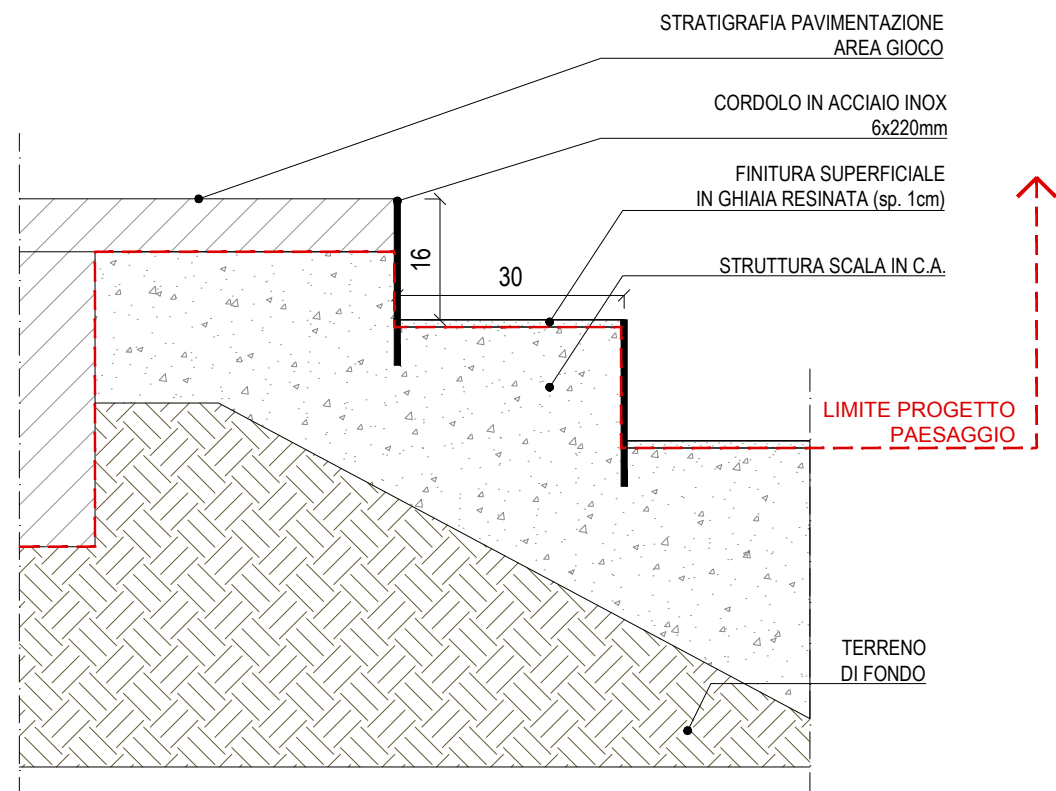 STRATIGRAFIA PAVIMENTAZIONE
AREA GIOCO
CORDOLO IN ACCIAIO INOX
6x220mm
FINITURA SUPERFICIALE
IN GHIAIA RESINATA (sp. 1cm)
STRUTTURA SCALA IN C.A.
16
30
LIMITE PROGETTO
PAESAGGIO
TERRENO
DI FONDO